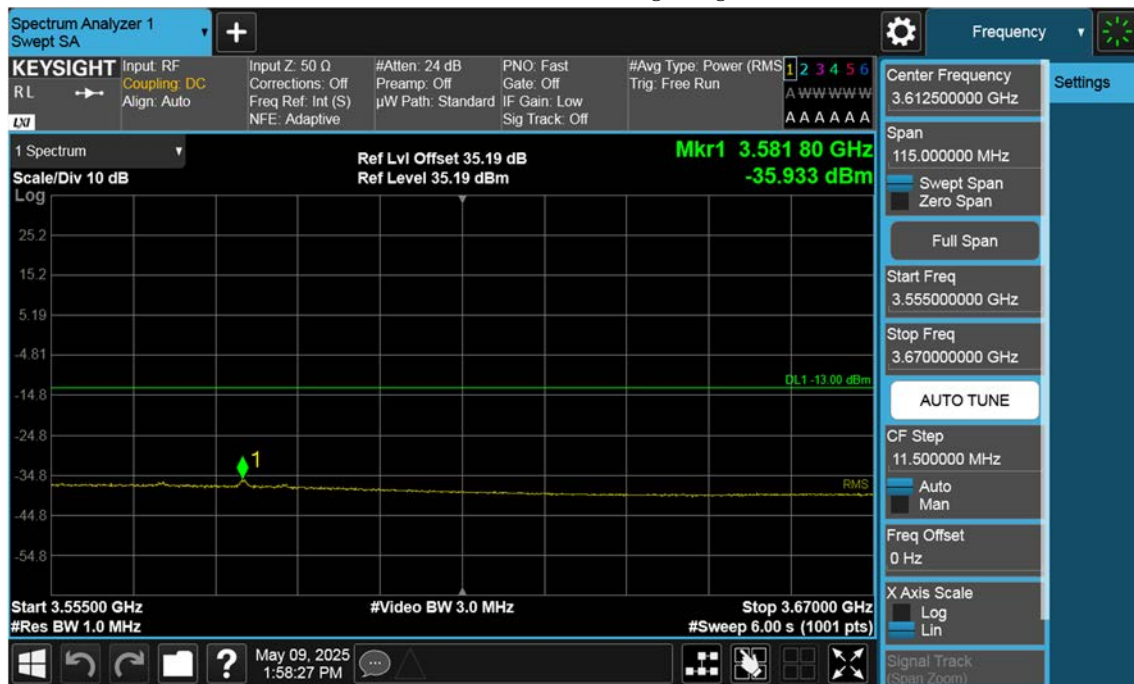 Spectrum Analyzer 1
Swept SA
+
Frequency
KEYSIGHT
RL
LXI
Input: RF
Coupling: DC
Align: Auto
Input Z: 50 Ω
Corrections: Off
Freq Ref: Int (S)
NFE: Adaptive
#Atten: 24 dB
Preamp: Off
µW Path: Standard
PNO: Fast
Gate: Off
IF Gain: Low
Sig Track: Off
#Avg Type: Power (RMS
Trig: Free Run
1 2 3 4 5 6
A W W W W W
A A A A A A
1 Spectrum
Scale/Div 10 dB
Log
Ref Lvl Offset 35.19 dB
Ref Level 35.19 dBm
Mkr1 3.581 80 GHz
-35.933 dBm
25.2
15.2
5.19
-4.81
DL1 -13.00 dBm
-14.8
-24.8
1
-34.8
RMS
-44.8
-54.8
Start 3.55500 GHz
#Res BW 1.0 MHz
#Video BW 3.0 MHz
Stop 3.67000 GHz
#Sweep 6.00 s (1001 pts)
?
May 09, 2025
1:58:27 PM
Center Frequency
3.612500000 GHz
Settings
Span
115.000000 MHz
Swept Span
Zero Span
Full Span
Start Freq
3.555000000 GHz
Stop Freq
3.670000000 GHz
AUTO TUNE
CF Step
11.500000 MHz
Auto
Man
Freq Offset
0 Hz
X Axis Scale
Log
Lin
Signal Track
(Span Zoom)